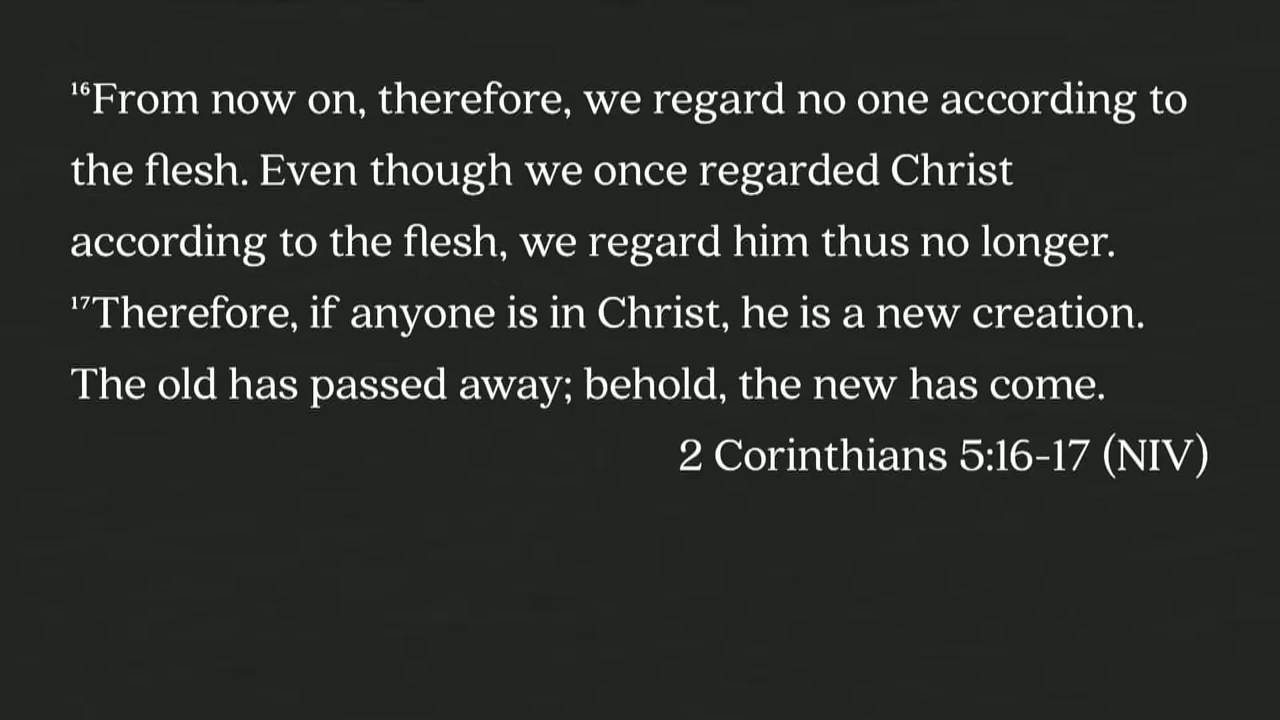 ¹⁶From now on, therefore, we regard no one according to
the flesh. Even though we once regarded Christ
according to the flesh, we regard him thus no longer.
¹⁷Therefore, if anyone is in Christ, he is a new creation.
The old has passed away; behold, the new has come.
2 Corinthians 5:16-17 (NIV)